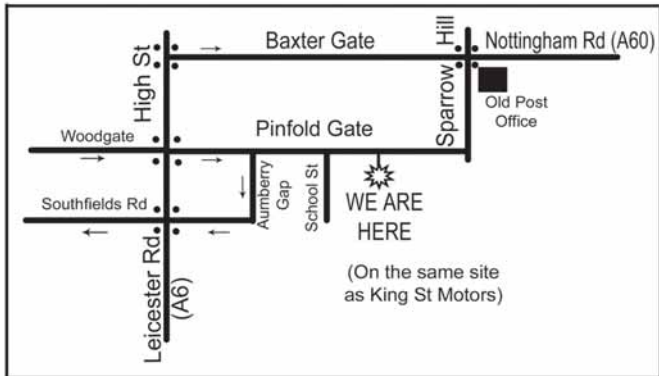 High St
Baxter Gate
Sparrow Hill
Nottingham Rd (A60)
Old Post
Office
Woodgate
Pinfold Gate
Southfields Rd
Aumberry
Gap
School St
WE ARE
HERE
(On the same site
as King St Motors)
Leicester Rd
(A6)